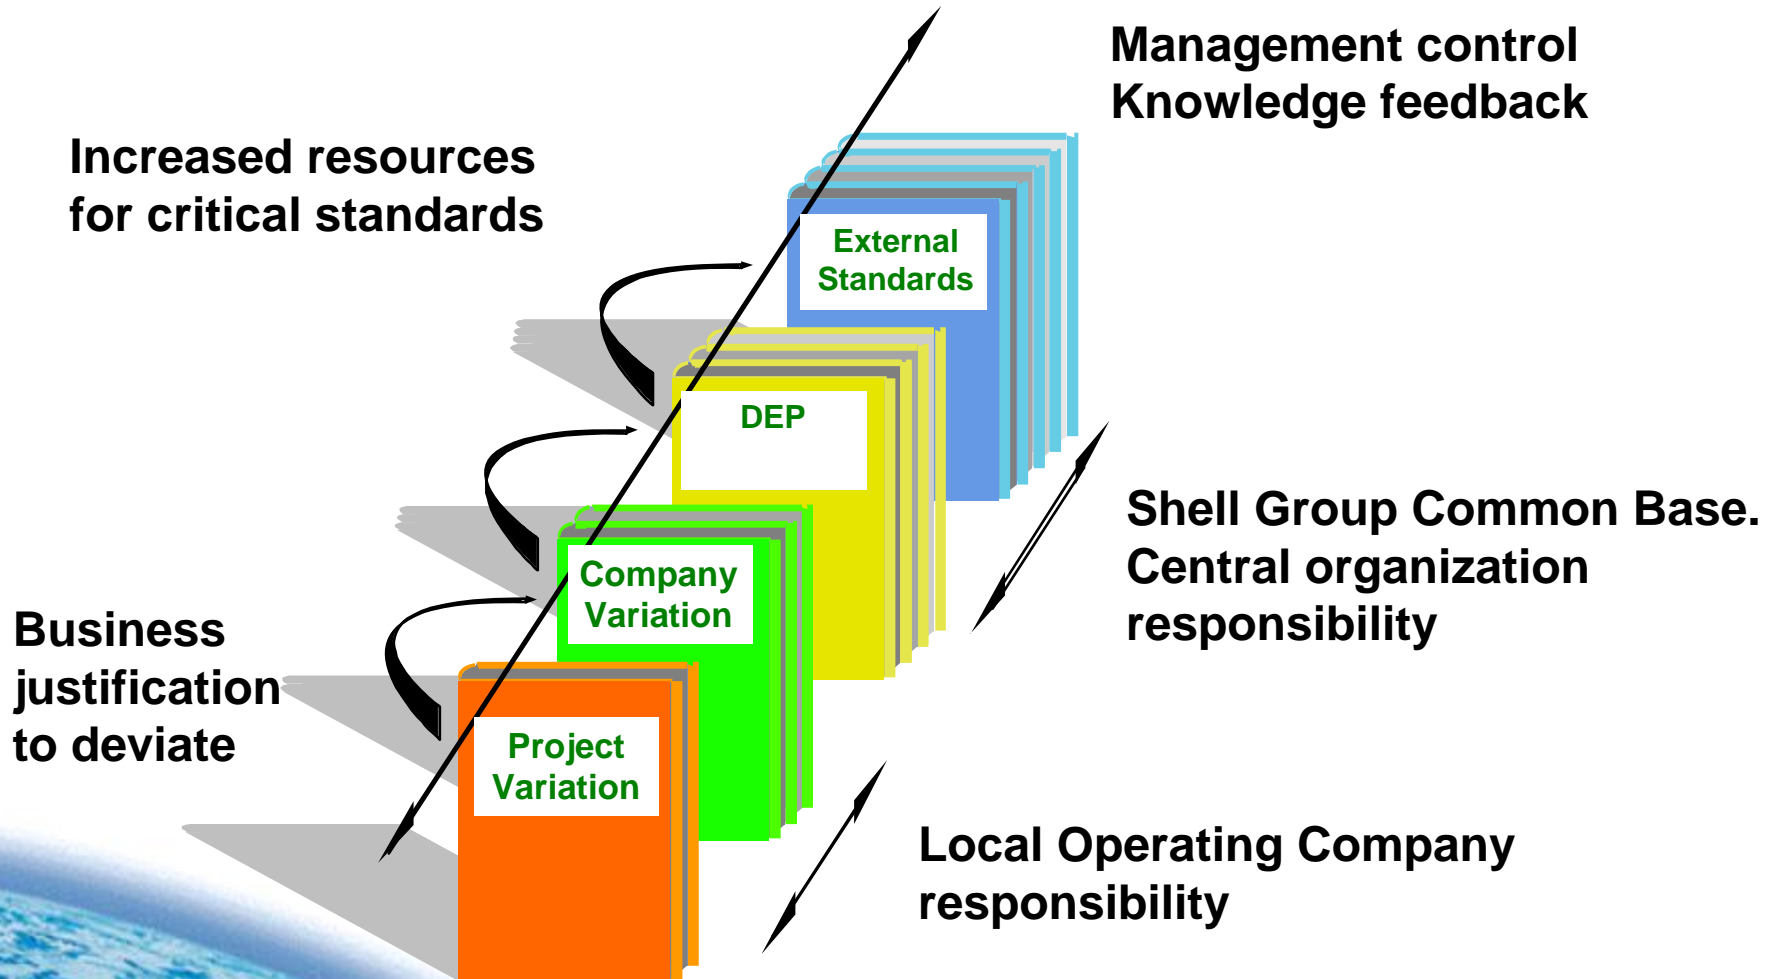 Management control
Knowledge feedback
Increased resources
for critical standards
External
Standards
DEP
Shell Group Common Base.
Central organization
responsibility
Company
Variation
Business
justification
to deviate
Project
Variation
Local Operating Company
responsibility